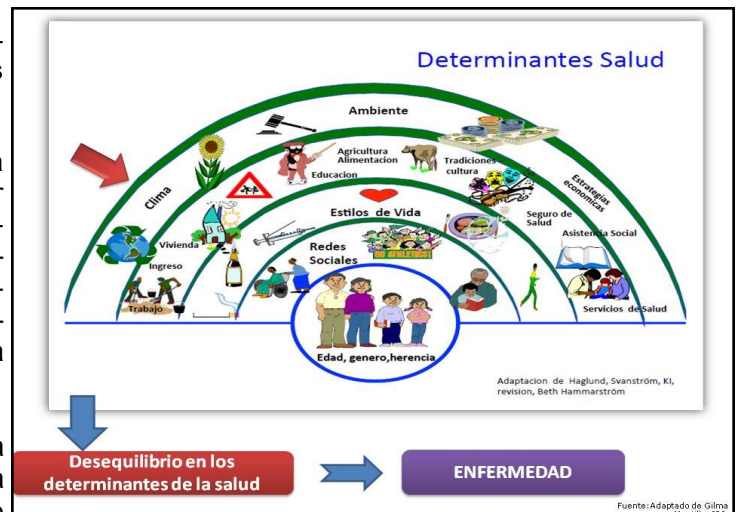 Determinantes Salud
Ambiente
Clima
Agricultura
Alimentacion
Educacion
Tradiciones
cultura
Estrategias
economicas
Estilos de Vida
Seguro de
Salud
Asistencia Social
Vivienda
Ingreso
Trabajo
Redes
Sociales
GO ATHLETICS!
Servicios de Salud
Edad, genero,herencia
Adaptacion de Haglund, Svanström, KI,
revision, Beth Hammarström
Desequilibrio en los
determinantes de la salud
ENFERMEDAD
Fuente:Adaptado de Gilma